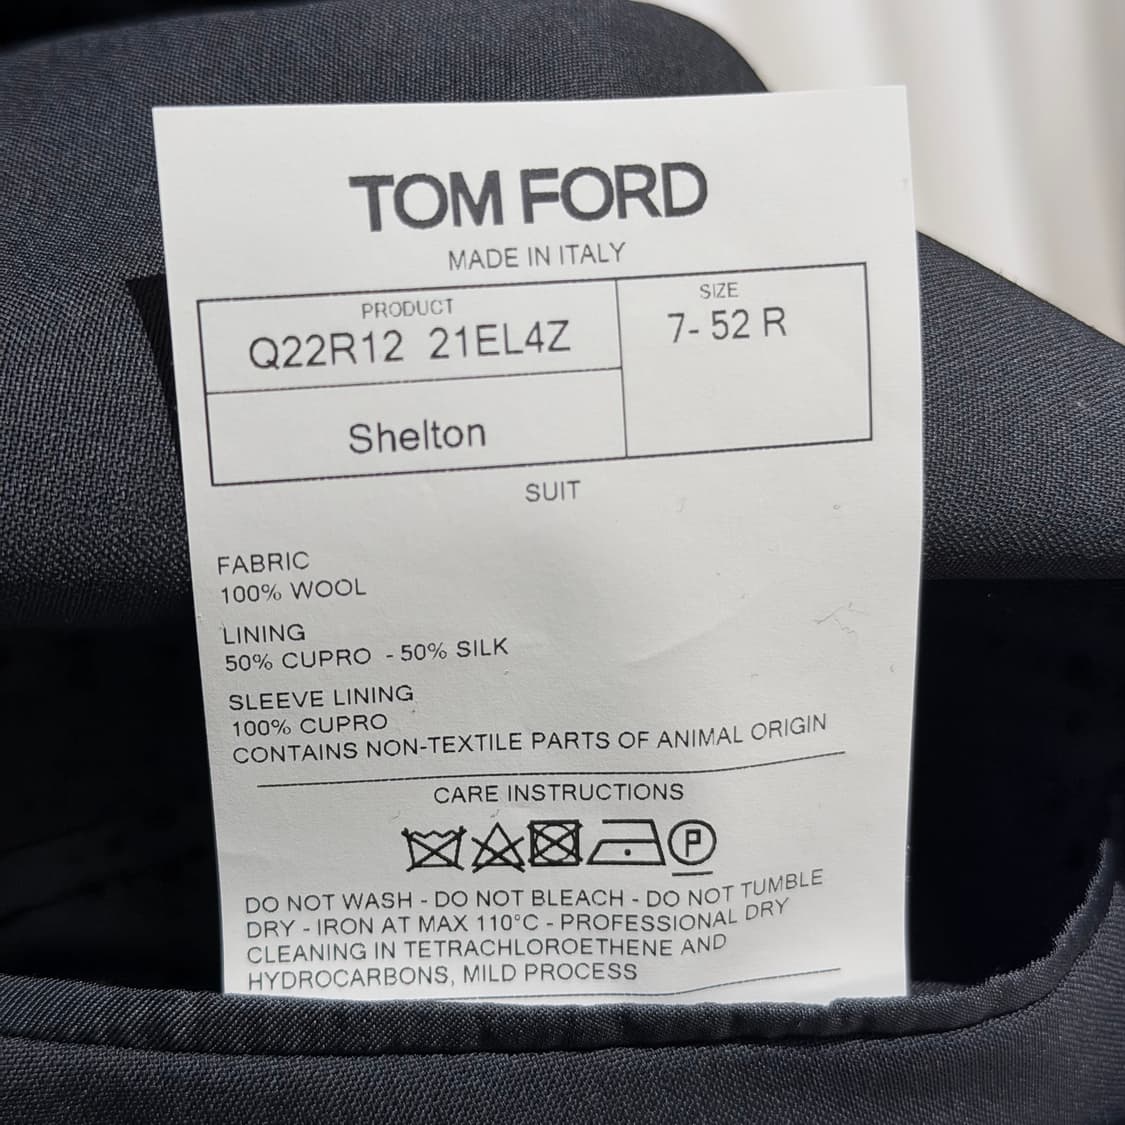 TOM FORD
MADE IN ITALY
PRODUCT
Q22R12 21EL4Z
SIZE
7- 52 R
Shelton
SUIT
FABRIC
100% WOOL
LINING
50% CUPRO - 50% SILK
SLEEVE LINING
100% CUPRO
CONTAINS NON-TEXTILE PARTS OF ANIMAL ORIGIN
CARE INSTRUCTIONS
P
DO NOT WASH - DO NOT BLEACH - DO NOT TUMBLE
DRY - IRON AT MAX 110°C - PROFESSIONAL DRY
CLEANING IN TETRACHLOROETHENE AND
HYDROCARBONS, MILD PROCESS